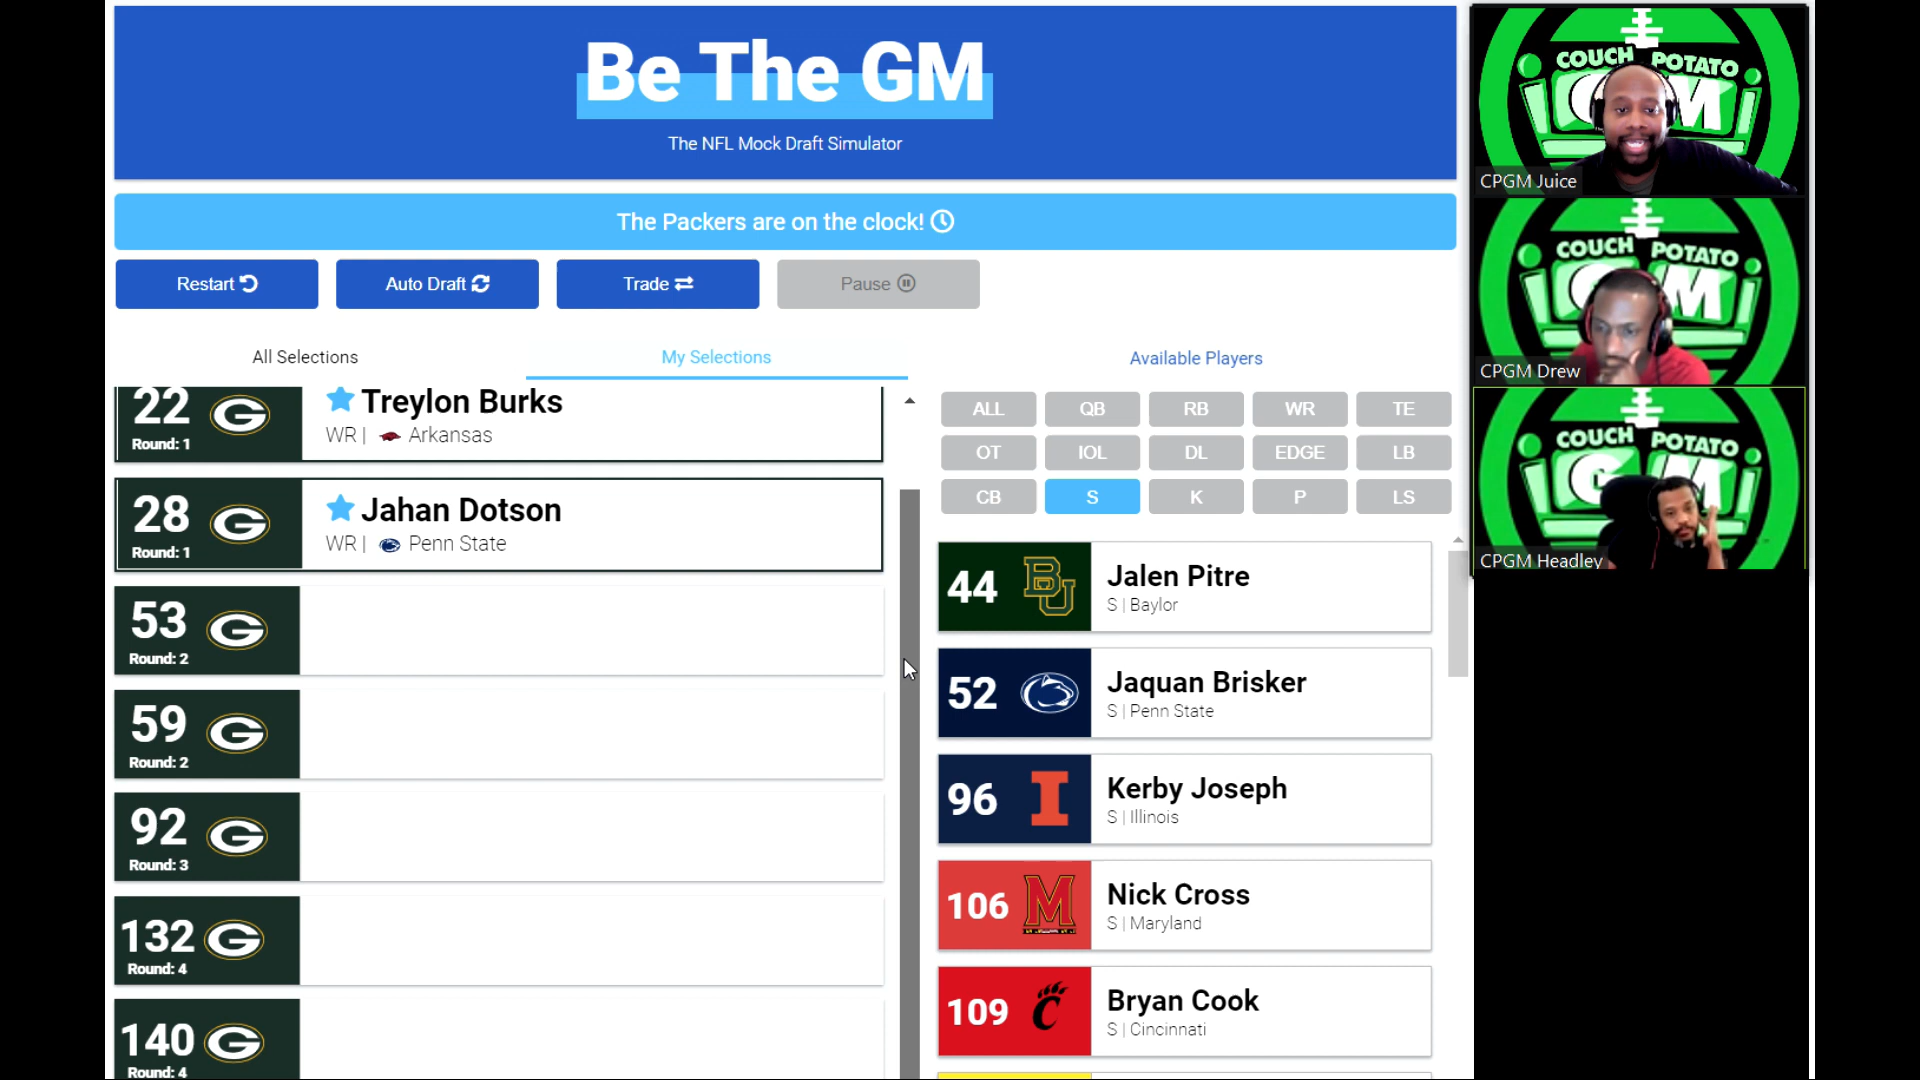 Be The GM
The NFL Mock Draft Simulator
The Packers are on the clock!
Restart
Auto Draft
Trade
Pause
All Selections
My Selections
Available Players
22
Round: 1
Treylon Burks
WR | Arkansas
28
Round: 1
Jahan Dotson
WR | Penn State
53
Round: 2
59
Round: 2
92
Round: 3
132
Round: 4
140
Round: 4
ALL QB RB WR TE
OT IOL DL EDGE LB
CB S K P LS
44
BU
Jalen Pitre
S | Baylor
52
Jaquan Brisker
S | Penn State
96
I
Kerby Joseph
S | Illinois
106
M
Nick Cross
S | Maryland
109
C
Bryan Cook
S | Cincinnati
COUCH POTATO
GM
CPGM Juice
COUCH POTATO
GM
CPGM Drew
COUCH POTATO
GM
CPGM Headley